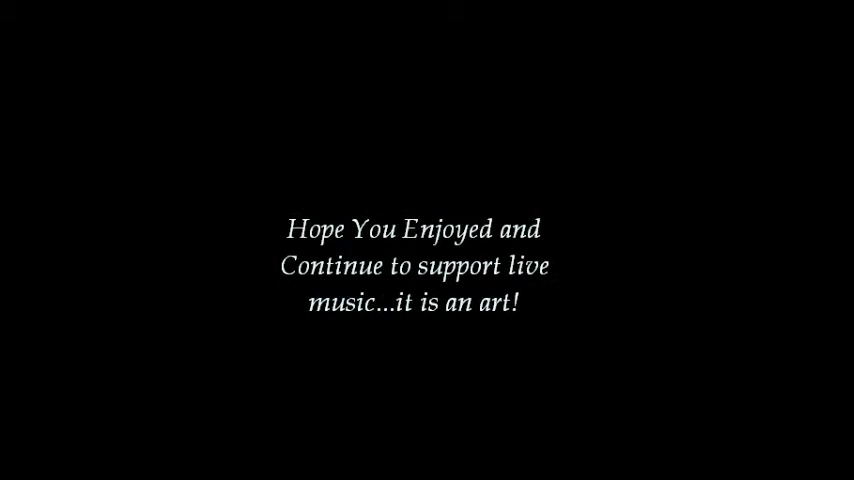 Hope You Enjoyed and
Continue to support live
music...it is an art!